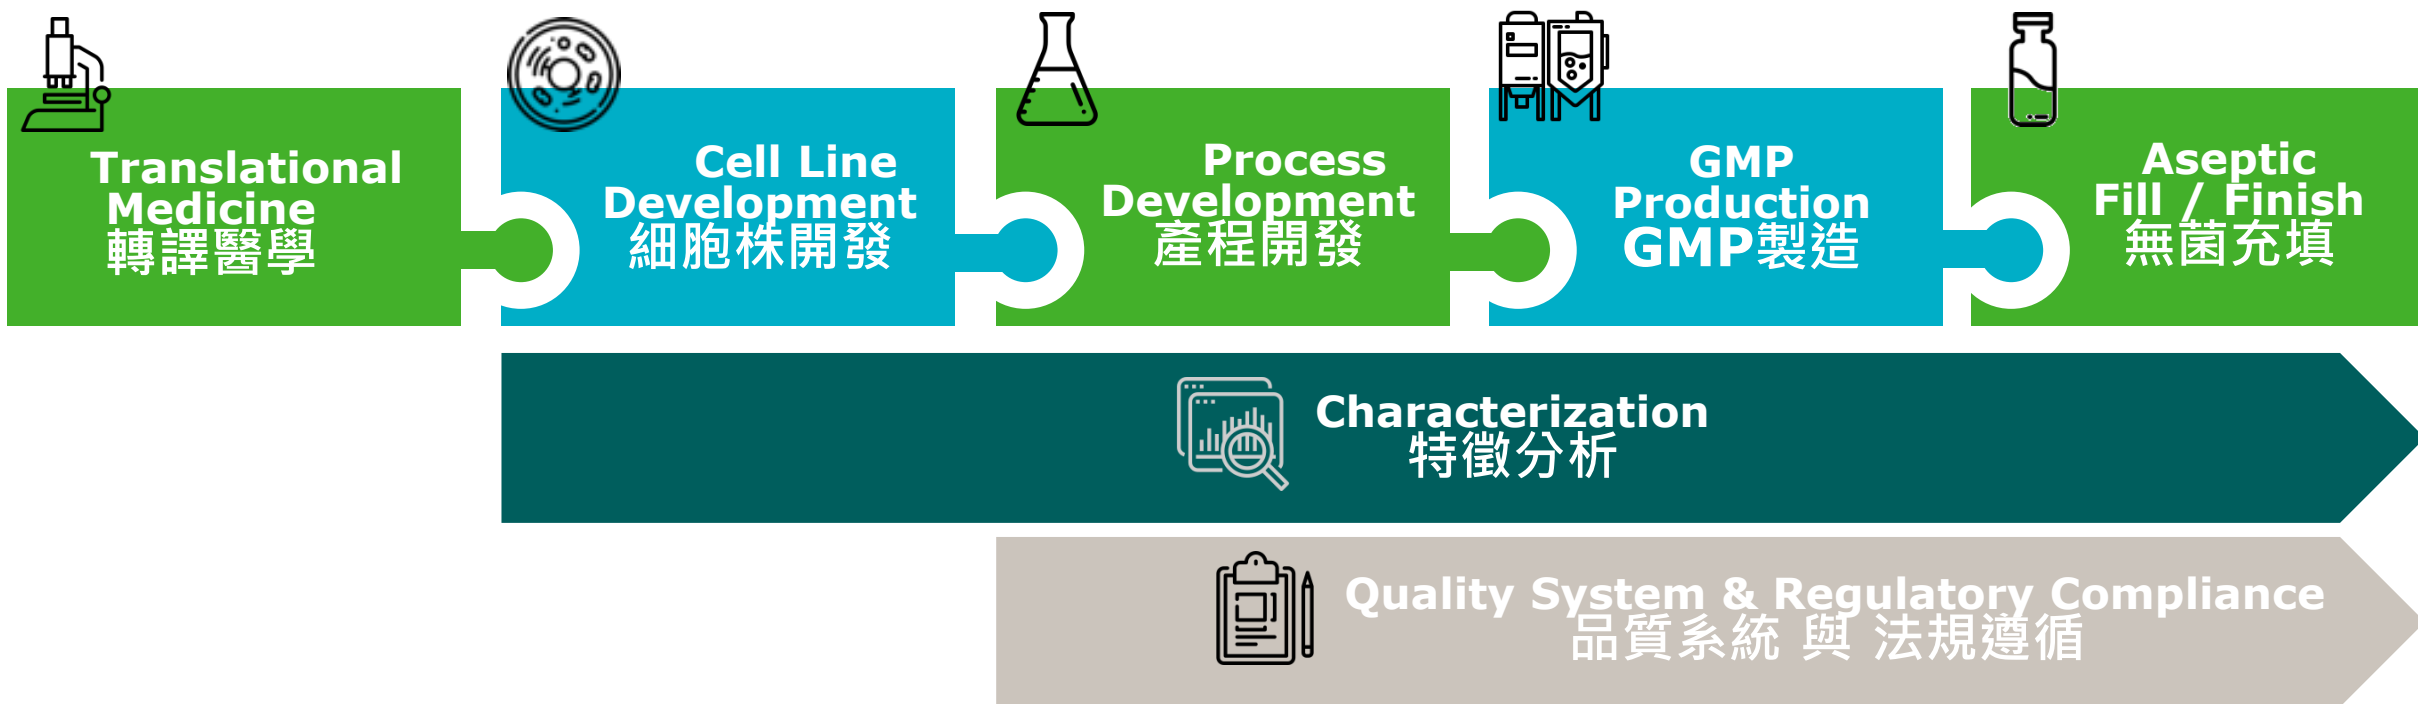 Translational
Medicine
轉譯醫學
Cell Line
Development
細胞株開發
Process
Development
產程開發
GMP
Production
GMP製造
Aseptic
Fill / Finish
無菌充填
Characterization
特徵分析
Quality System & Regulatory Compliance
品質系統 與 法規遵循